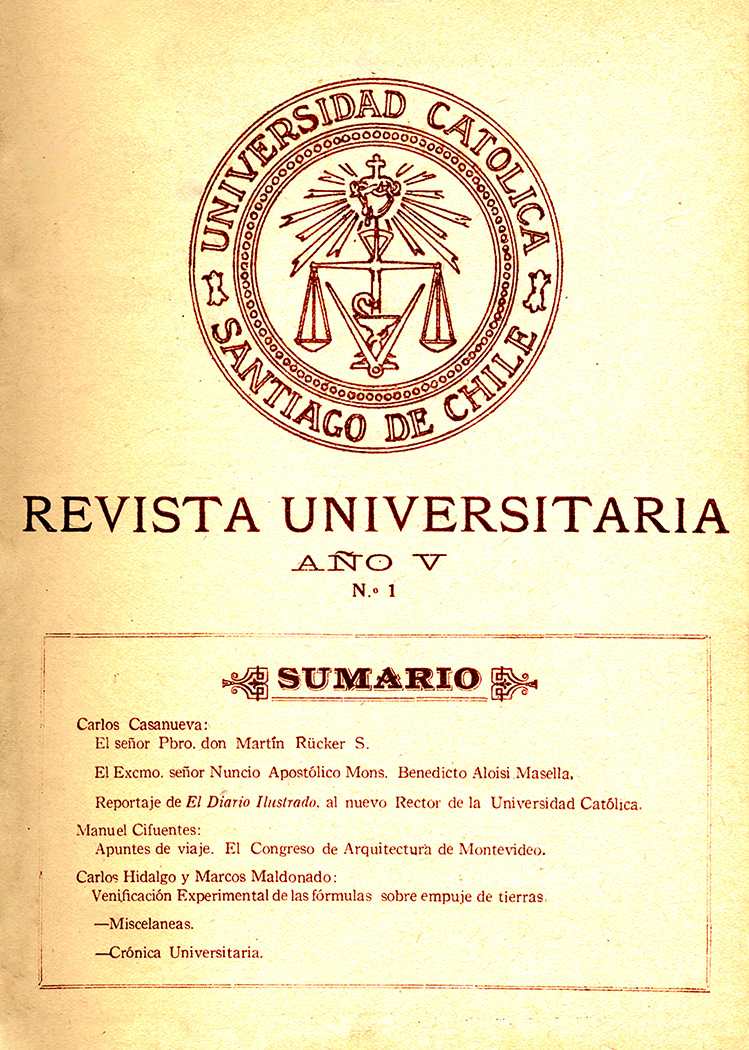 UNIVERSIDAD CATOLICA
SANTIAGO DE CHILE
REVISTA UNIVERSITARIA
AÑO V
N.º 1
SUMARIO
Carlos Casanueva:
El señor Pbro. don Martín Rücker S.
El Excmo. señor Nuncio Apostólico Mons. Benedicto Aloisi Masella,
Reportaje de El Diario Ilustrado, al nuevo Rector de la Universidad Católica.
Manuel Cifuentes:
Apuntes de viaje. El Congreso de Arquitectura de Montevideo.
Carlos Hidalgo y Marcos Maldonado:
Venificación Experimental de las fórmulas sobre empuje de tierras.
—Miscelaneas.
—Crónica Universitaria.